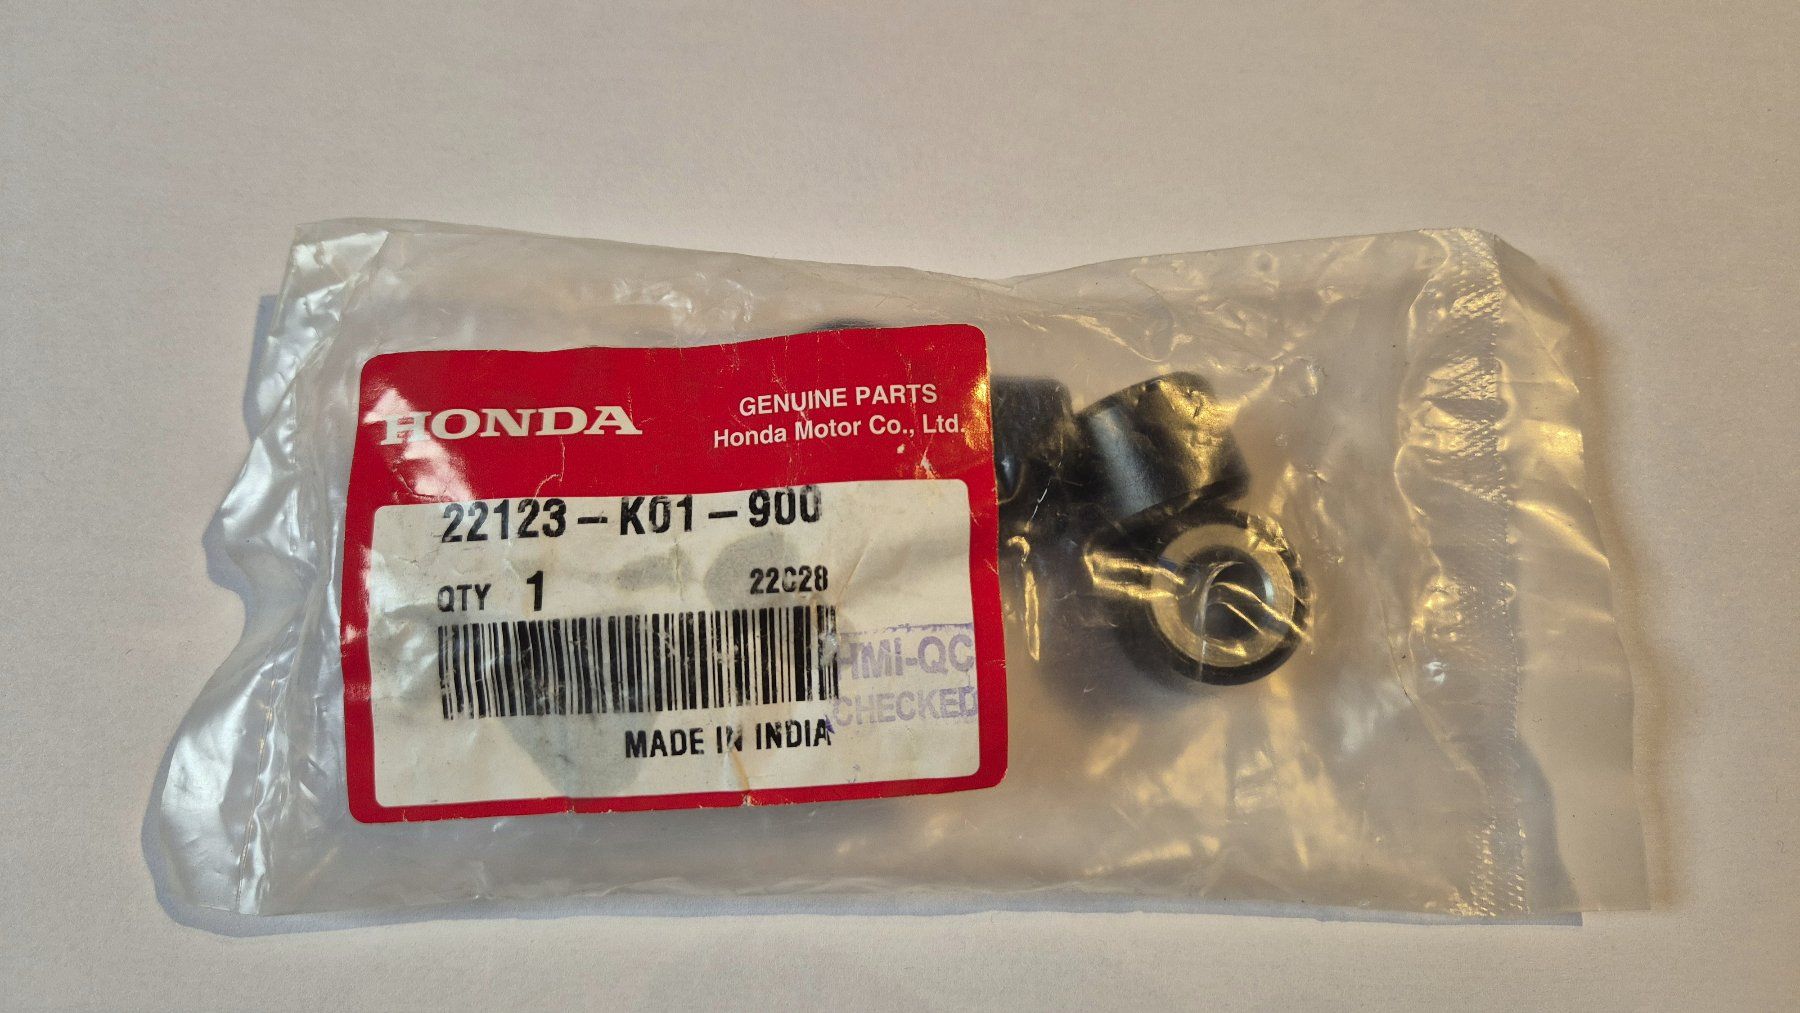 HONDA
GENUINE PARTS
Honda Motor Co., Ltd.
22123-K01-900
QTY 1
22C28
HMI-QC
CHECKED
MADE IN INDIA